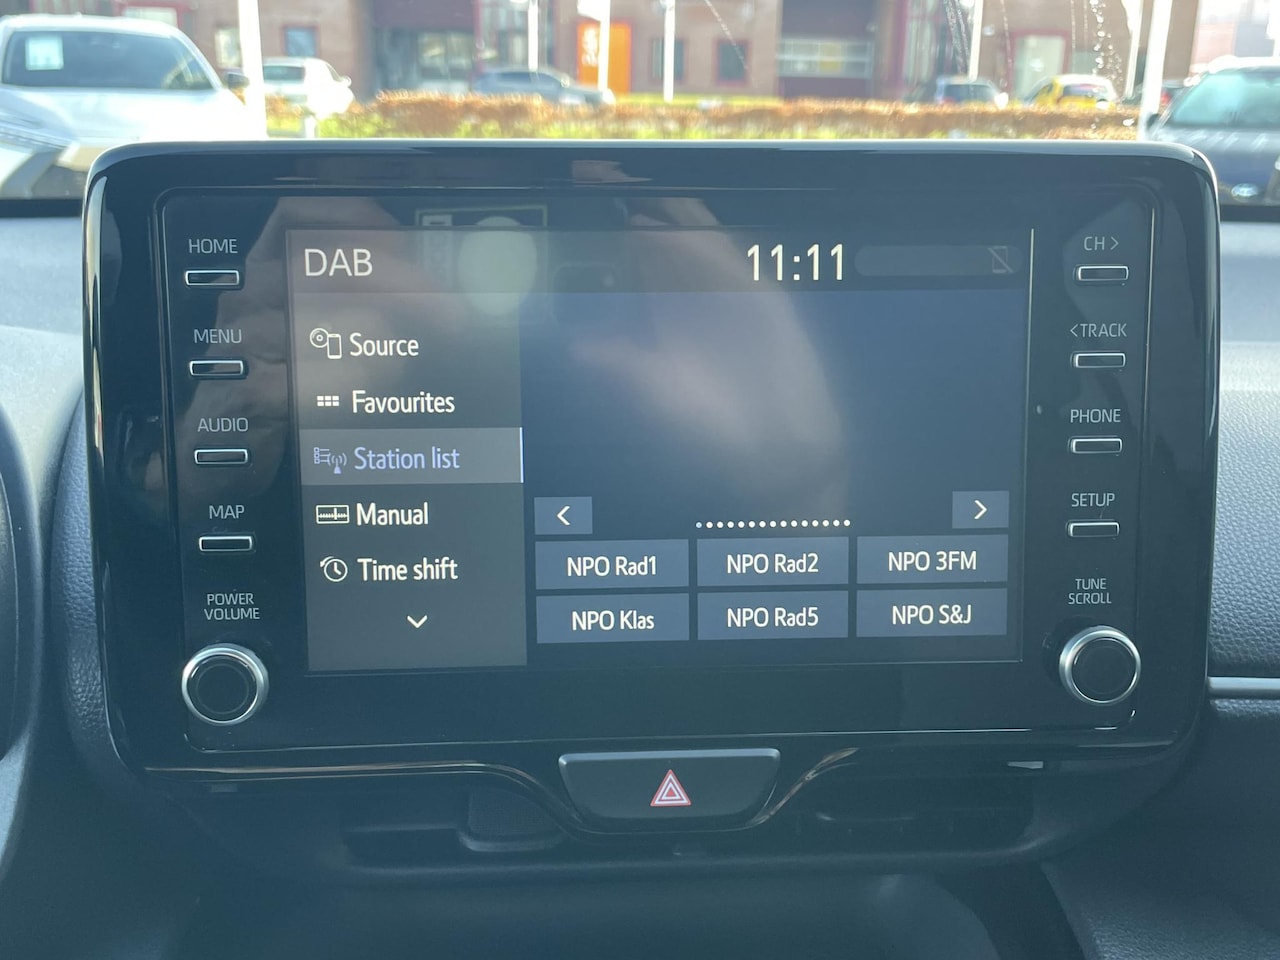 HOME
MENU
AUDIO
MAP
POWER
VOLUME
DAB
11:11
Source
Favourites
Station list
Manual
Time shift
<
>
NPO Rad1
NPO Rad2
NPO 3FM
NPO Klas
NPO Rad5
NPO S&J
CH >
< TRACK
PHONE
SETUP
TUNE
SCROLL